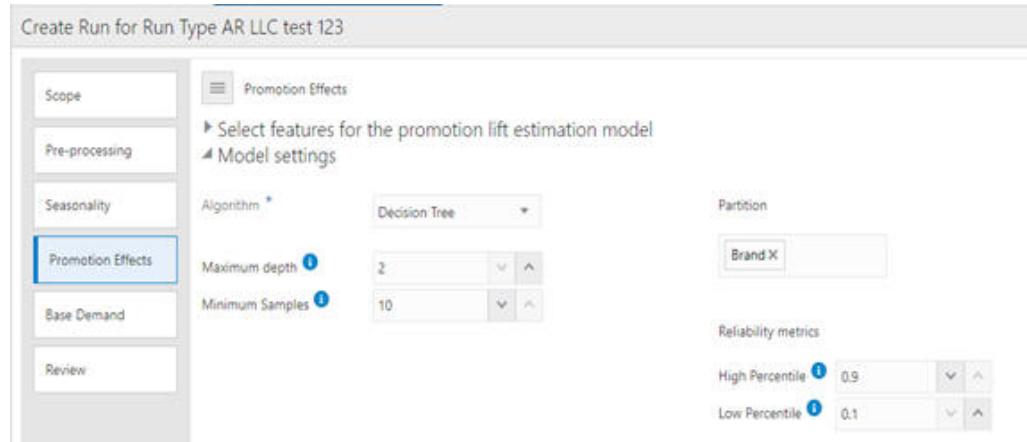 Create Run for Run Type AR LLC test 123
Scope
Pre-processing
Seasonality
Promotion Effects
Base Demand
Review
Promotion Effects
Select features for the promotion lift estimation model
Model settings
Algorithm *
Decision Tree
Maximum depth
2
Minimum Samples
10
Partition
Brand X
Reliability metrics
High Percentile
0.9
Low Percentile
0.1